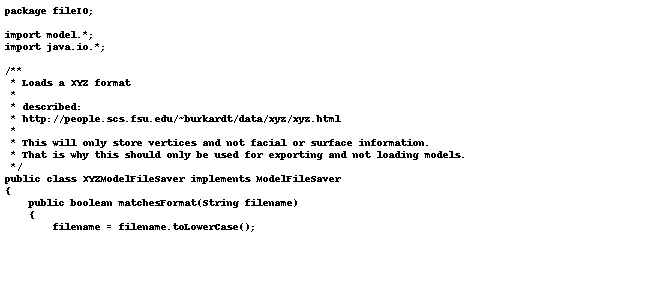 package fileIO;

import model.*;
import java.io.*;

/**
 * Loads a XYZ format
 *
 * described:
 * http://people.scs.fsu.edu/~burkardt/data/xyz/xyz.html
 *
 * This will only store vertices and not facial or surface information.
 * That is why this should only be used for exporting and not loading models.
 */
public class XYZModelFileSaver implements ModelFileSaver
{
    public boolean matchesFormat(String filename)
    {
        filename = filename.toLowerCase();